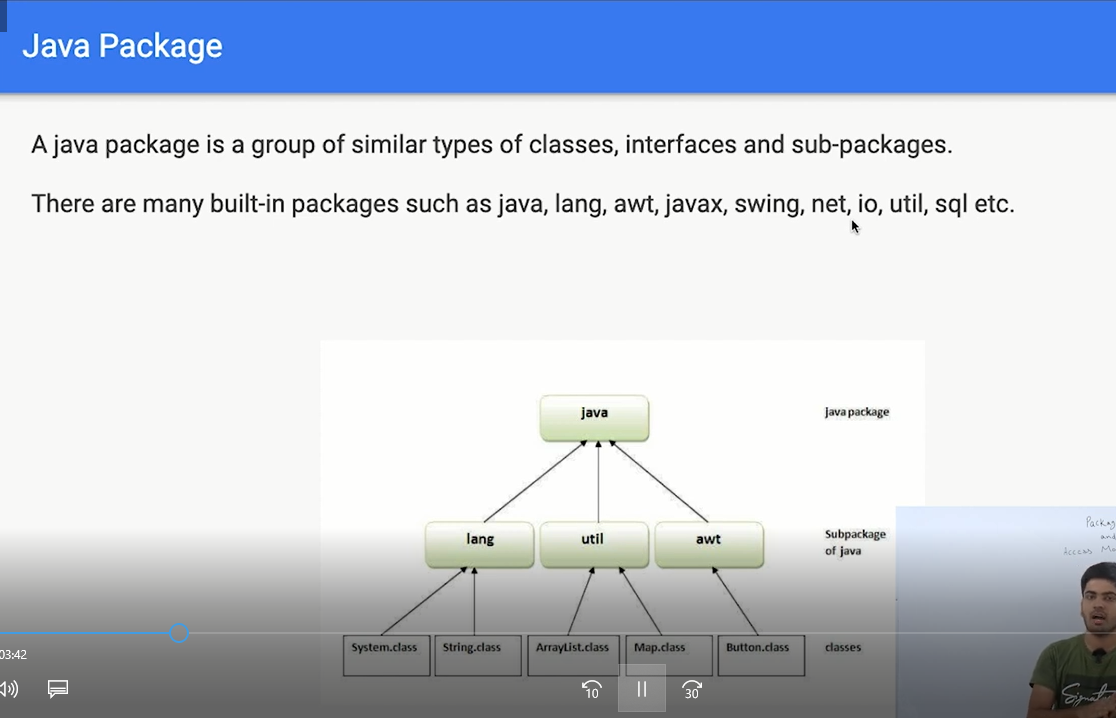 Java Package
A java package is a group of similar types of classes, interfaces and sub-packages.
There are many built-in packages such as java, lang, awt, javax, swing, net, io, util, sql etc.
java
Java package
lang
util
awt
Subpackage
of java
System.class
String.class
ArrayList.class
Map.class
Button.class
classes
and
Access
03:42
10
30